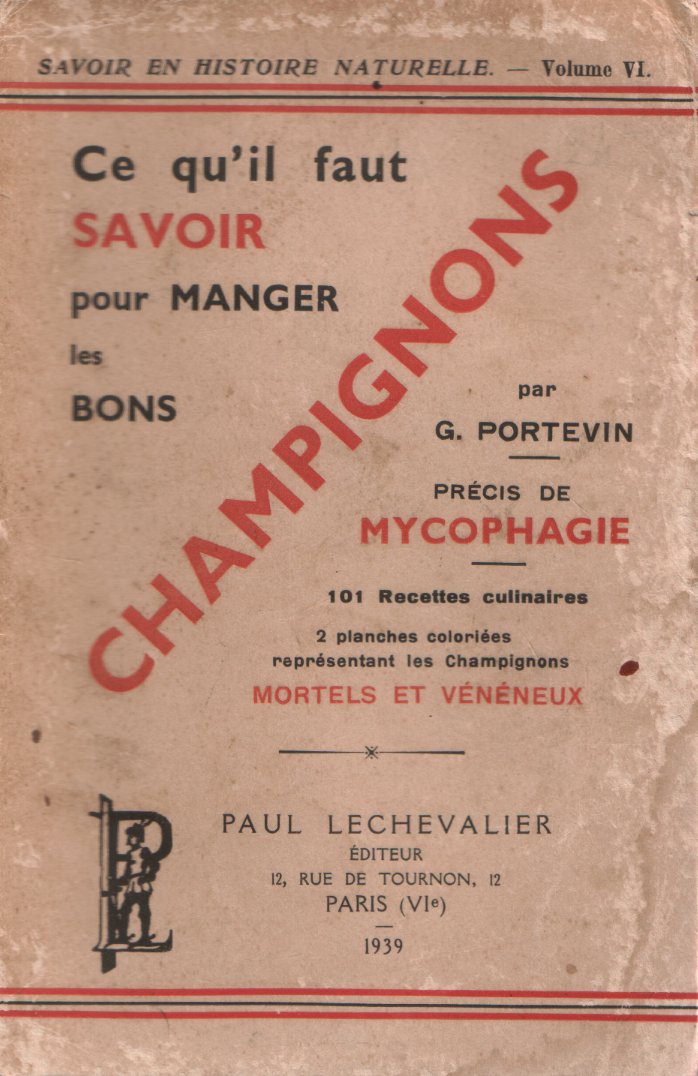 SAVOIR EN HISTOIRE NATURELLE. — Volume VI.
Ce qu'il faut
SAVOIR
pour MANGER
les
BONS
CHAMPIGNONS
par
G. PORTEVIN
PRÉCIS DE
MYCOPHAGIE
101 Recettes culinaires
2 planches coloriées
représentant les Champignons
MORTELS ET VÉNÉNEUX
PL
PAUL LECHEVALIER
ÉDITEUR
12, RUE DE TOURNON, 12
PARIS (VIe)
1939